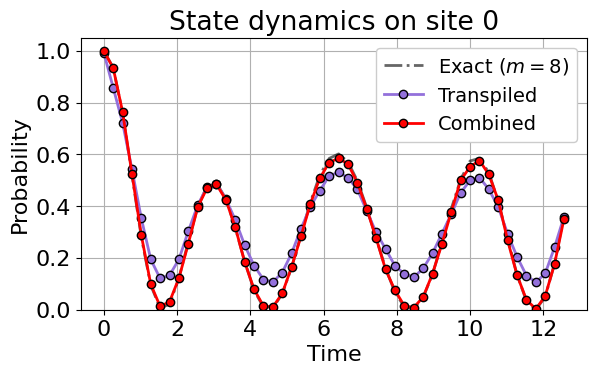 State dynamics on site 0
1.0
0.8
0.6
0.4
0.2
0.0
Probability
0 2 4 6 8 10 12
Time
Exact (m = 8)
Transpiled
Combined